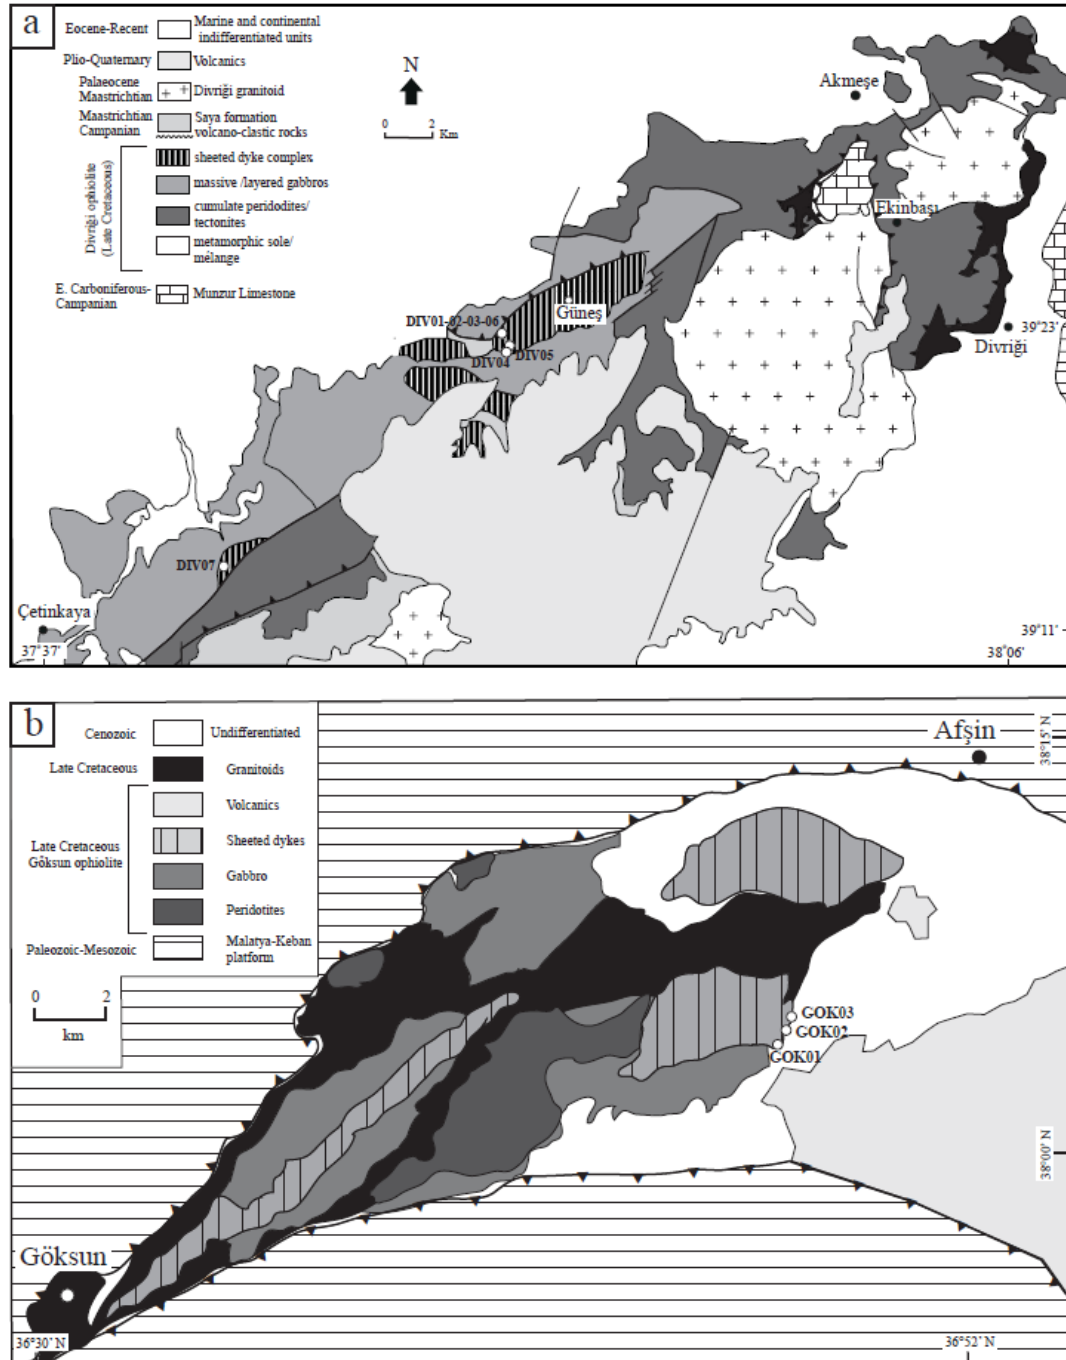 a
Eocene-Recent
Marine and continental
indifferentiated units
Plio-Quaternary
Volcanics
Palaeocene
Maastrichtian
Divriği granitoid
Maastrichtian
Campanian
Saya formation
volcano-clastic rocks
Divriği ophiolite
(Late Cretaceous)
sheeted dyke complex
massive /layered gabbros
cumulate peridodites/
tectonites
metamorphic sole/
mélange
E. Carboniferous-
Campanian
Munzur Limestone
N
0 2
Km
Akmeşe
Ekinbaşı
Güneş
DIV01-02-03-06
DIV05
DIV04
39°23'
Divriği
DIV07
Çetinkaya
37°37'
39°11'
38°06'
b
Cenozoic
Undifferentiated
Late Cretaceous
Granitoids
Volcanics
Late Cretaceous
Göksun ophiolite
Sheeted dykes
Gabbro
Peridotites
Paleozoic-Mesozoic
Malatya-Keban
platform
0 2
km
Afşin
38°15' N
GOK03
GOK02
GOK01
38°00' N
Göksun
36°30' N
36°52' N